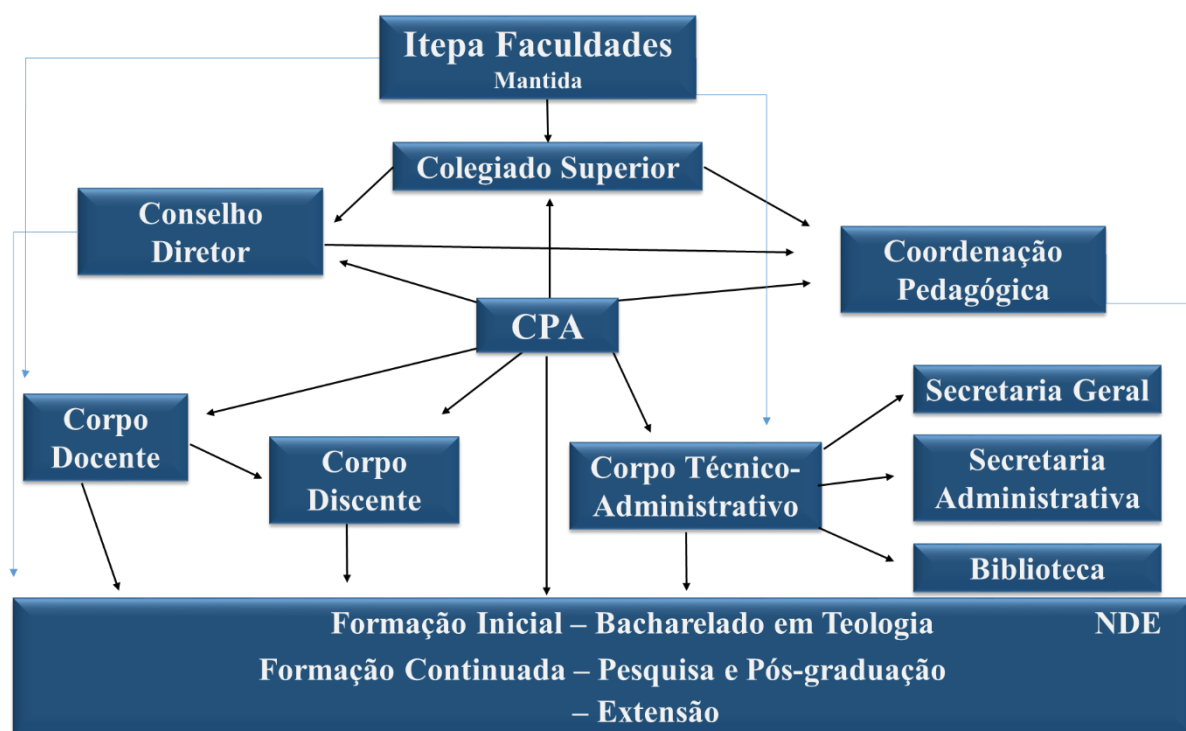 Itepa Faculdades
Mantida
Colegiado Superior
Conselho
Diretor
Coordenação
Pedagógica
CPA
Secretaria Geral
Corpo
Docente
Corpo
Discente
Corpo Técnico-
Administrativo
Secretaria
Administrativa
Biblioteca
Formação Inicial – Bacharelado em Teologia NDE
Formação Continuada – Pesquisa e Pós-graduação
– Extensão